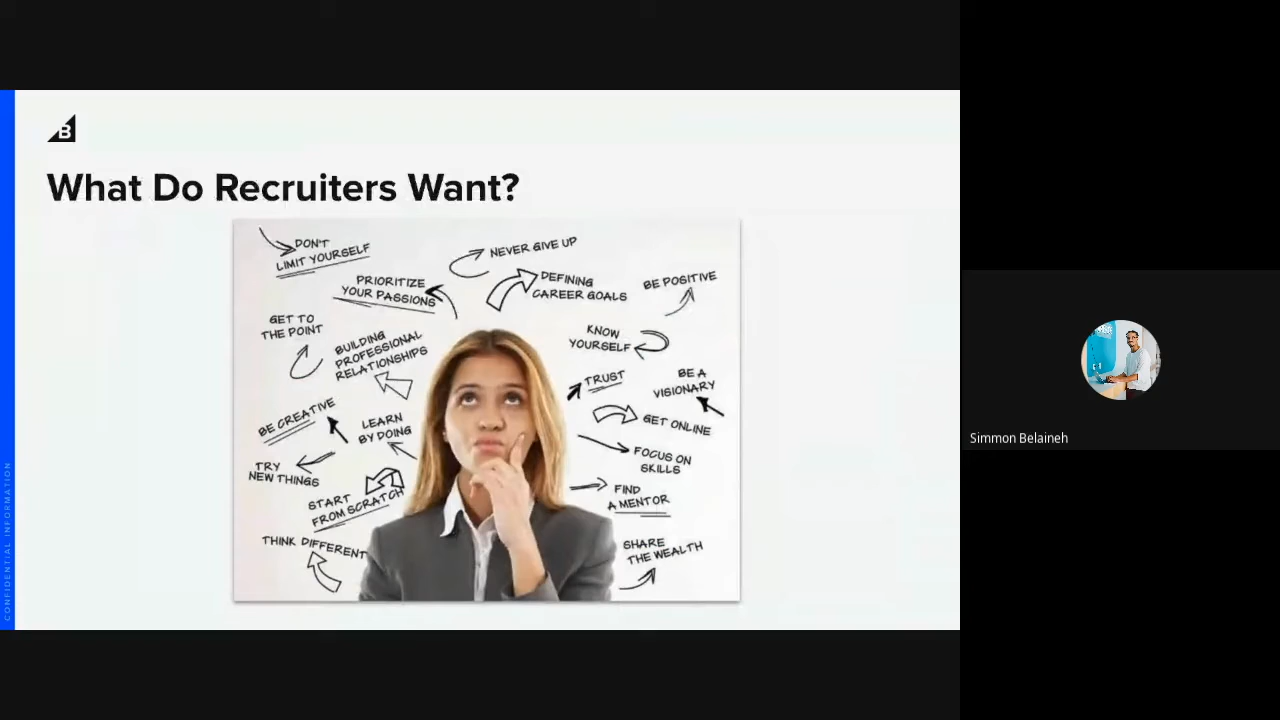 B
What Do Recruiters Want?
DON'T
LIMIT YOURSELF
NEVER GIVE UP
PRIORITIZE
YOUR PASSIONS
DEFINING
CAREER GOALS
BE POSITIVE
GET TO
THE POINT
BUILDING
PROFESSIONAL
RELATIONSHIPS
KNOW
YOURSELF
TRUST
BE A
VISIONARY
BE CREATIVE
LEARN
BY DOING
GET ONLINE
TRY
NEW THINGS
FOCUS ON
SKILLS
START
FROM SCRATCH
FIND
A MENTOR
THINK DIFFERENT
SHARE
THE WEALTH
CONFIDENTIAL INFORMATION
Simmon Belaineh